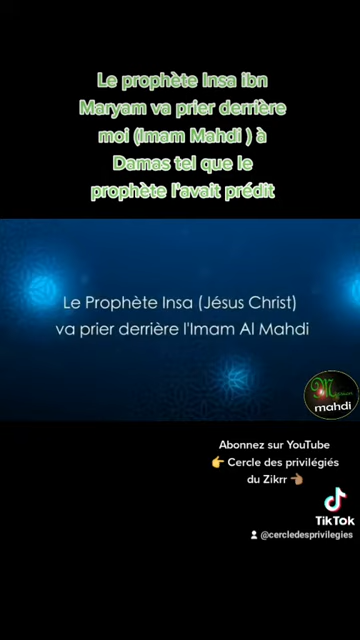 Le prophète Insa ibn
Maryam va prier derrière
moi (Imam Mahdi ) à
Damas tel que le
prophète l'avait prédit
Le Prophète Insa (Jésus Christ)
va prier derrière l'Imam Al Mahdi
mahdi
Abonnez sur YouTube
👉 Cercle des privilégiés
du Zikrr 👈🏽
TikTok
@cercledesprivilegies